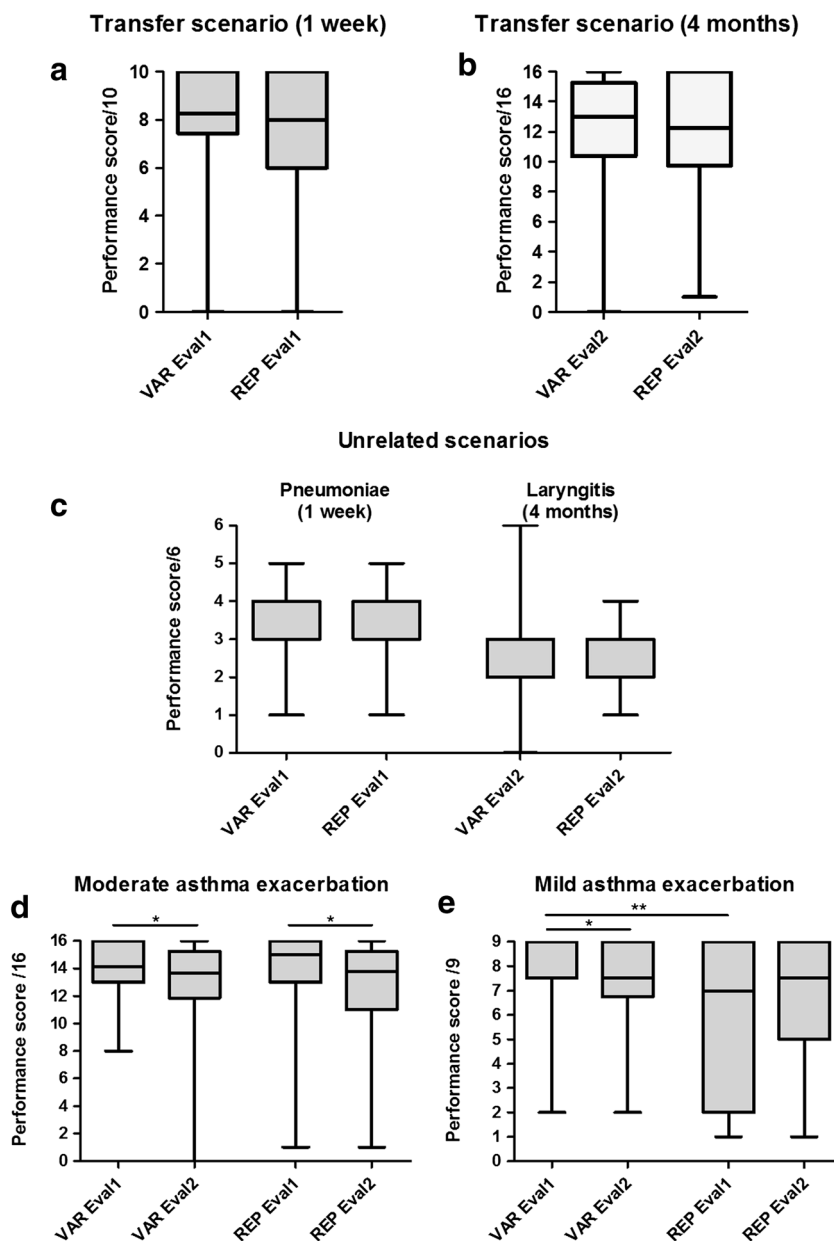 Transfer scenario (1 week)
Transfer scenario (4 months)
a
Performance score/10
10
8
6
4
2
0
VAR Eval1
REP Eval1
b
Performance score/16
16
14
12
10
8
6
4
2
0
VAR Eval2
REP Eval2
Unrelated scenarios
c
Pneumoniae
(1 week)
Laryngitis
(4 months)
Performance score/6
6
5
4
3
2
1
0
VAR Eval1
REP Eval1
VAR Eval2
REP Eval2
Moderate asthma exacerbation
d
*
*
Performance score /16
16
14
12
10
8
6
4
2
0
VAR Eval1
VAR Eval2
REP Eval1
REP Eval2
Mild asthma exacerbation
e
**
*
Performance score /9
9
8
7
6
5
4
3
2
1
0
VAR Eval1
VAR Eval2
REP Eval1
REP Eval2